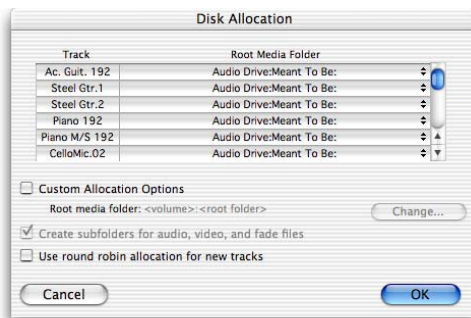 Disk Allocation
Track Root Media Folder
Ac. Guit. 192 Audio Drive:Meant To Be:
Steel Gtr.1 Audio Drive:Meant To Be:
Steel Gtr.2 Audio Drive:Meant To Be:
Piano 192 Audio Drive:Meant To Be:
Piano M/S 192 Audio Drive:Meant To Be:
CelloMic.02 Audio Drive:Meant To Be:
Custom Allocation Options
Root media folder: <volume>:<root folder> Change...
Create subfolders for audio, video, and fade files
Use round robin allocation for new tracks
Cancel OK